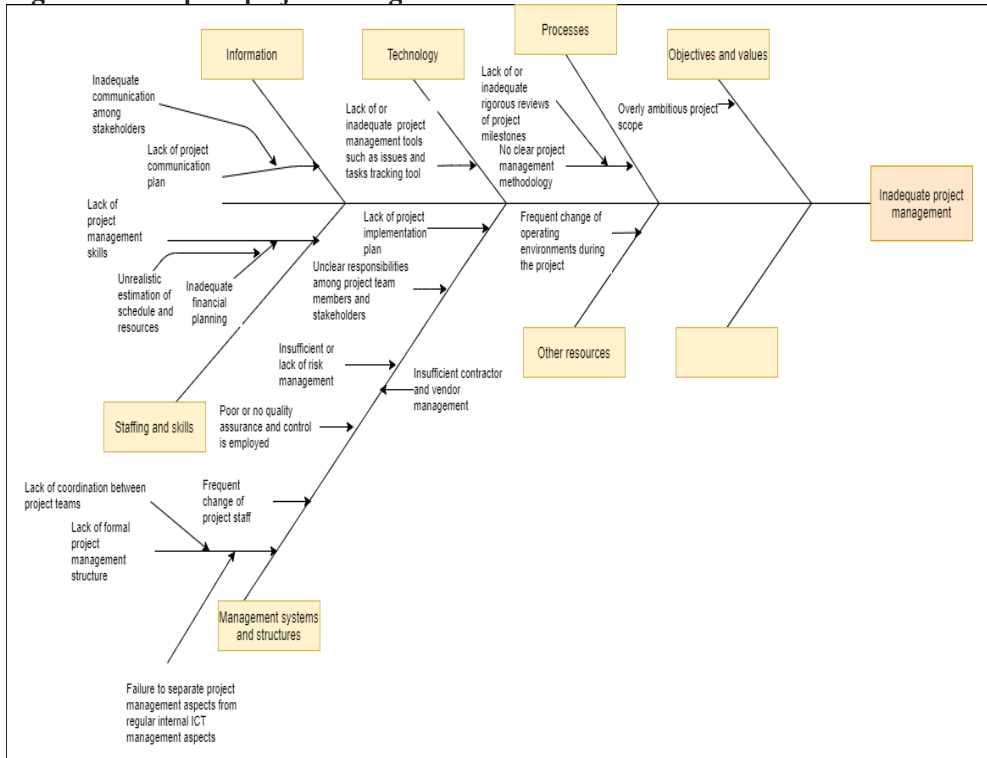 Processes
Information
Technology
Objectives and values
Inadequate
communication
among
stakeholders
Lack of project
communication
plan
Lack of or
inadequate project
management tools
such as issues and
tasks tracking tool
Lack of or
inadequate
rigorous reviews
of project
milestones
No clear project
management
methodology
Overly ambitious project
scope
Inadequate project
management
Lack of
project
management
skills
Unrealistic
estimation of
schedule and
resources
Inadequate
financial
planning
Lack of project
implementation
plan
Unclear responsibilities
among project team
members and
stakeholders
Frequent change of
operating
environments during
the project
Insufficient or
lack of risk
management
Insufficient contractor
and vendor
management
Other resources
Staffing and skills
Poor or no quality
assurance and control
is employed
Frequent
change of
project staff
Lack of coordination between
project teams
Lack of formal
project
management
structure
Management systems
and structures
Failure to separate project
management aspects from
regular internal ICT
management aspects